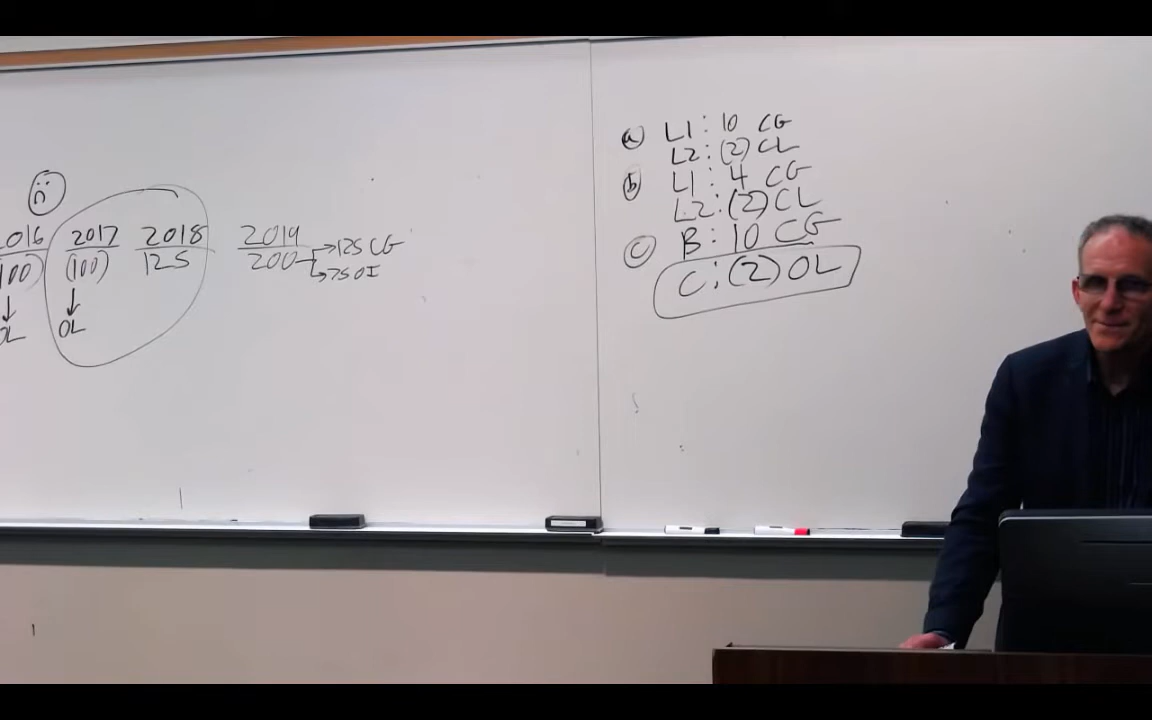 2016 2017 2018 2019
(100) (100) 125 200 → 125 CG
→ 75 OI
↓ ↓
OL OL
(a) L1: 10 CG
L2: (2) CL
(b) L1: 4 CG
L2: (2) CL
(c) B: 10 CG
C: (2) OL